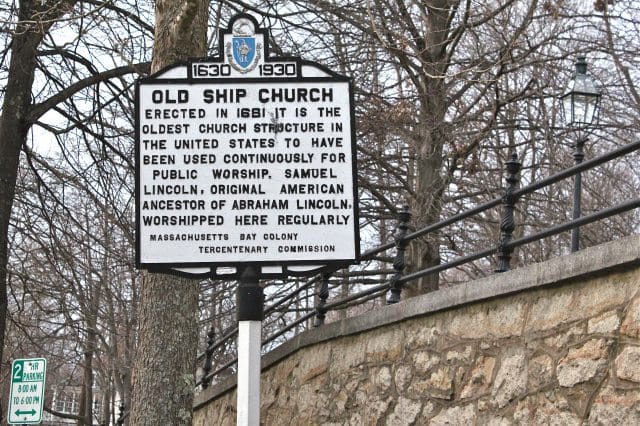 1630 1930
OLD SHIP CHURCH
ERECTED IN 1681 IT IS THE
OLDEST CHURCH STRUCTURE IN
THE UNITED STATES TO HAVE
BEEN USED CONTINUOUSLY FOR
PUBLIC WORSHIP. SAMUEL
LINCOLN, ORIGINAL AMERICAN
ANCESTOR OF ABRAHAM LINCOLN,
WORSHIPPED HERE REGULARLY
MASSACHUSETTS BAY COLONY
TERCENTENARY COMMISSION
2 HR
PARKING
8:00 AM
TO 6:00 PM